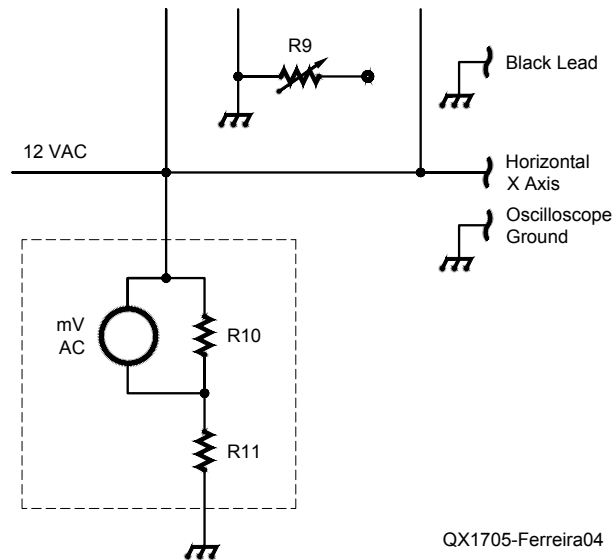 R9
Black Lead
12 VAC
Horizontal
X Axis
Oscilloscope
Ground
mV
AC
R10
R11
QX1705-Ferreira04